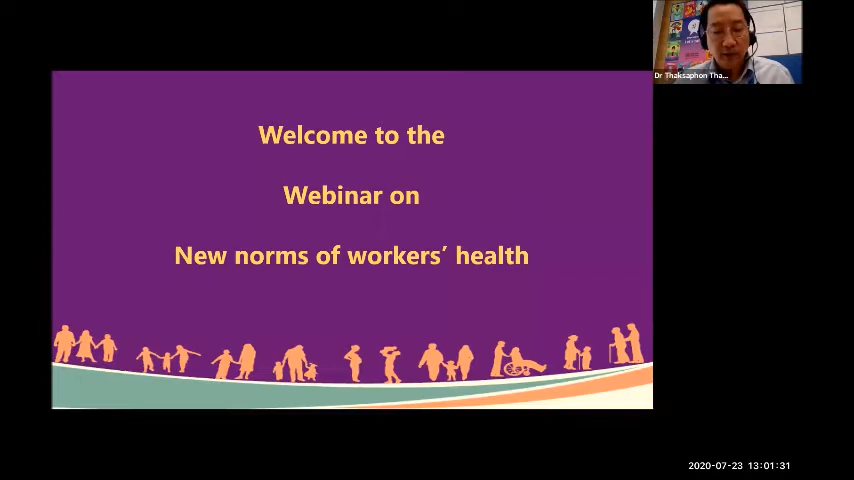 Welcome to the
Webinar on
New norms of workers’ health
Dr Thaksaphon Tha...
2020-07-23 13:01:31